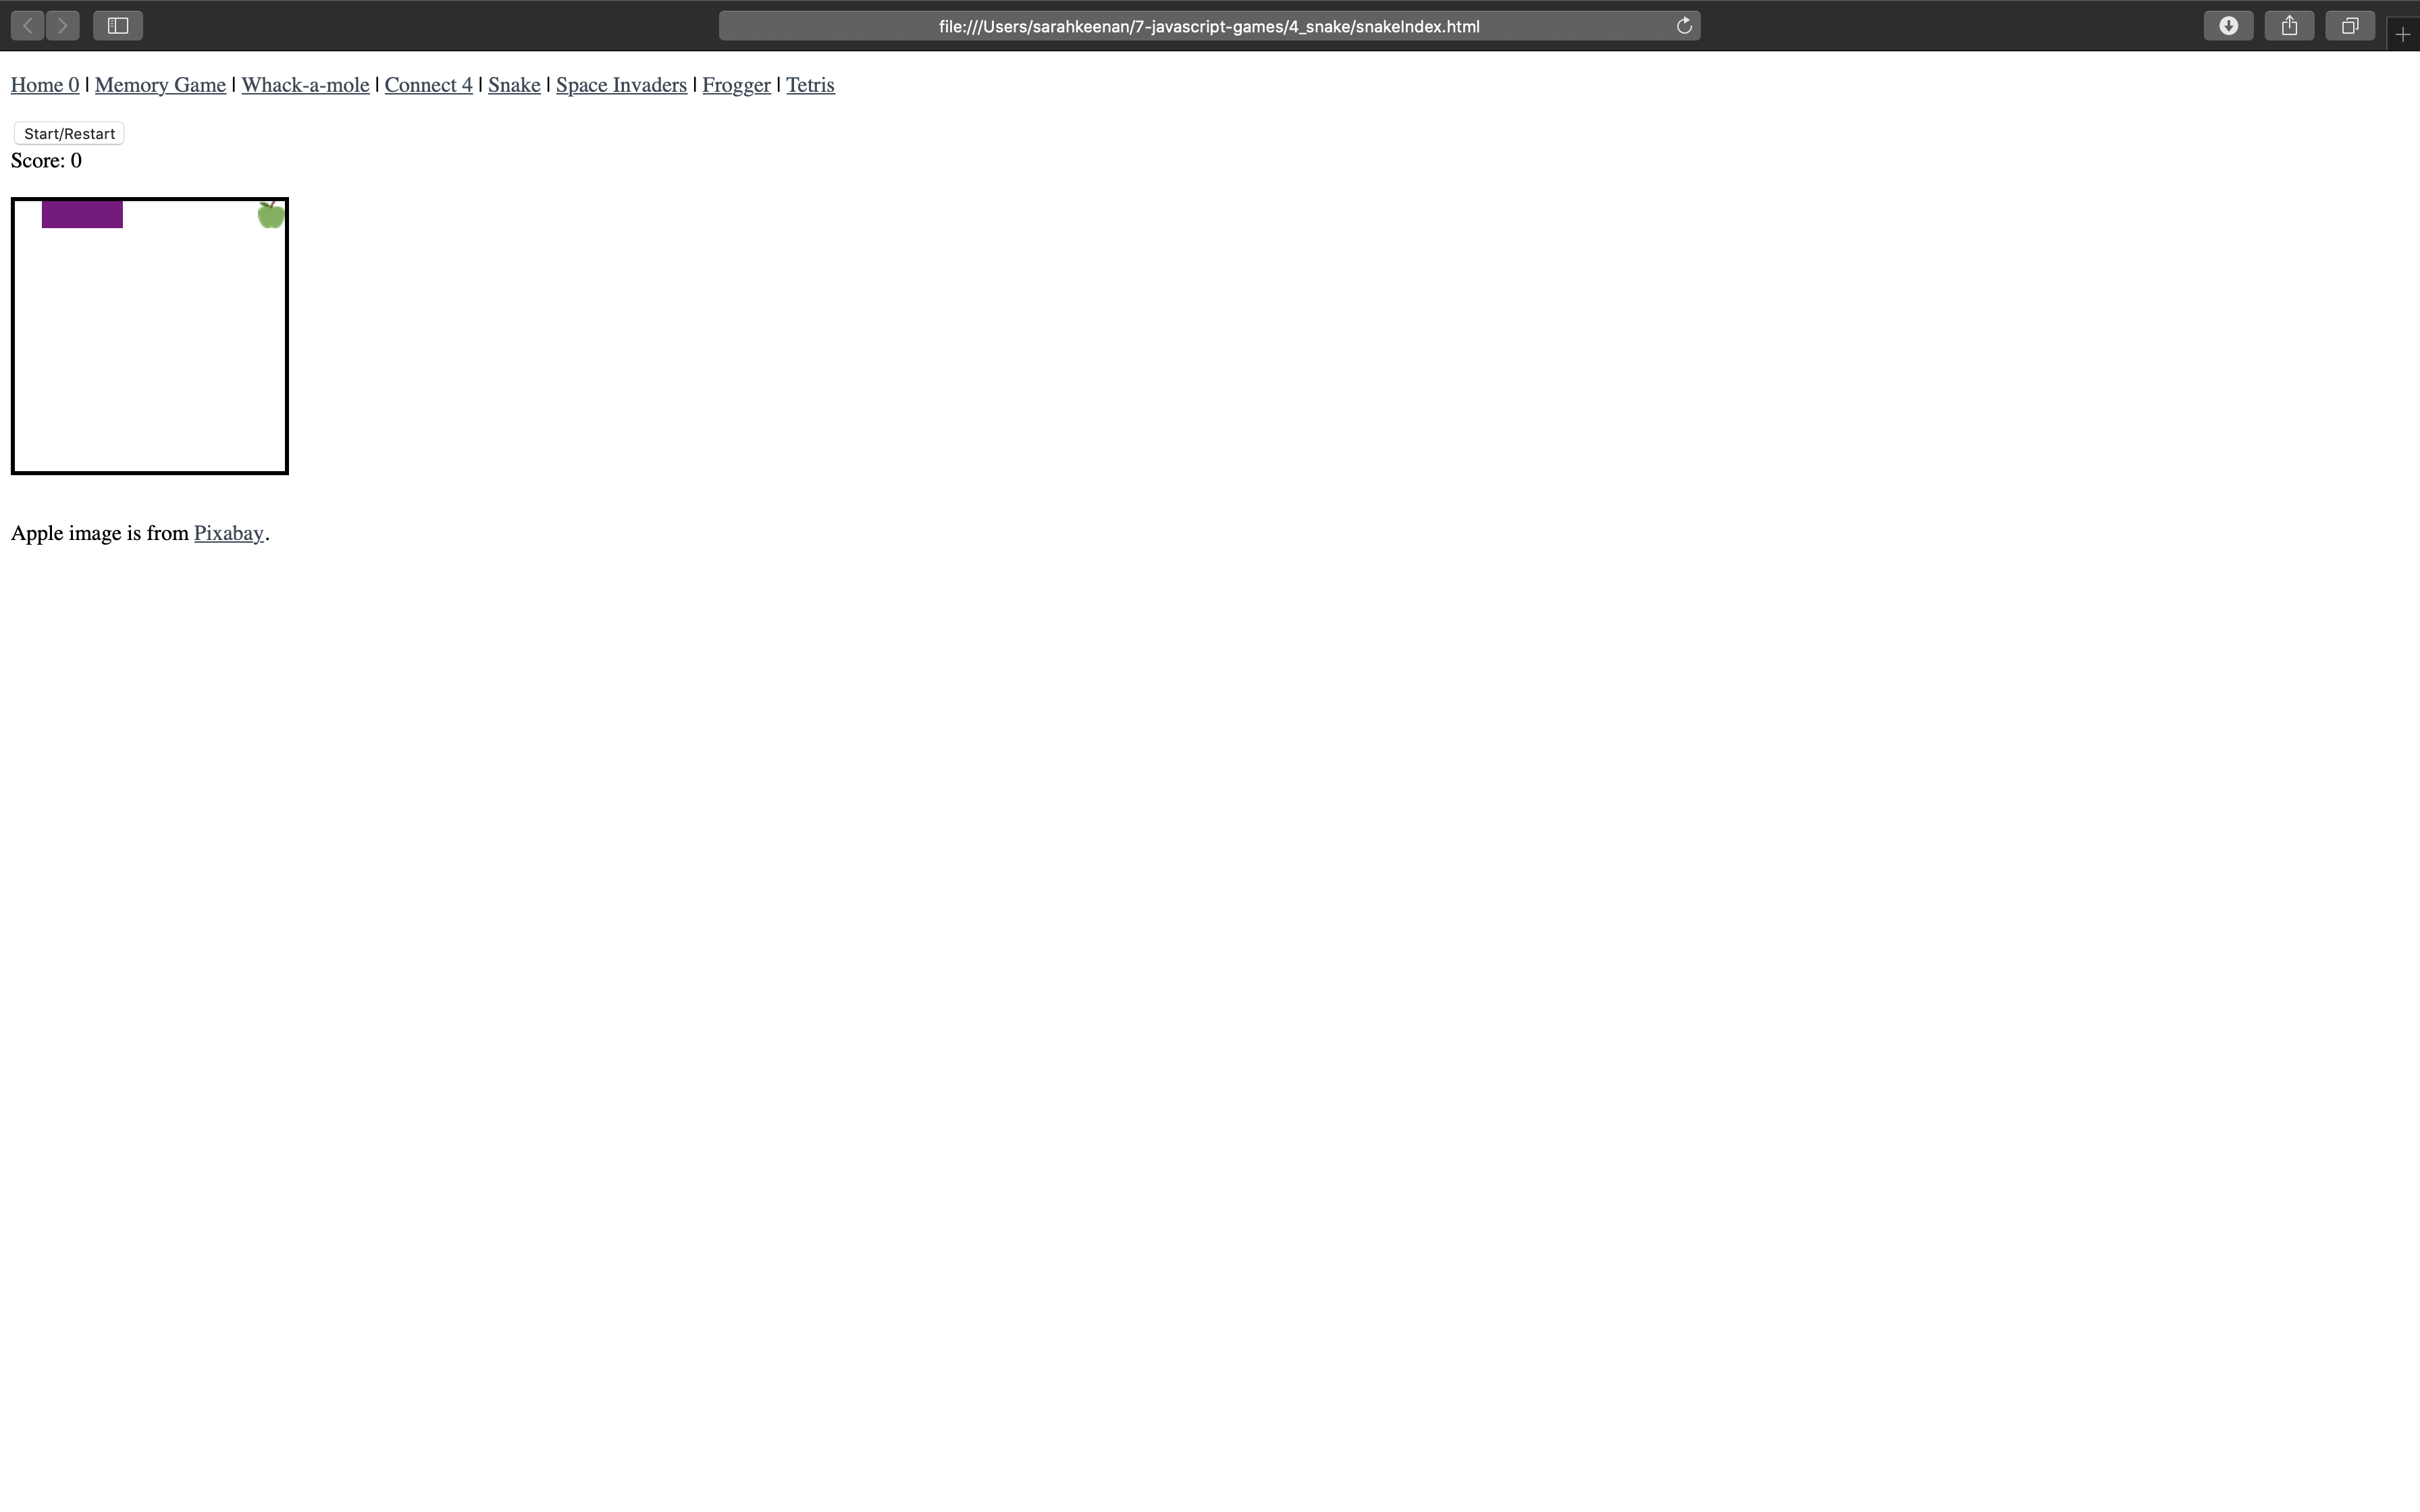 file:///Users/sarahkeenan/7-javascript-games/4_snake/snakeIndex.html
Home 0 | Memory Game | Whack-a-mole | Connect 4 | Snake | Space Invaders | Frogger | Tetris
Start/Restart
Score: 0
Apple image is from Pixabay.